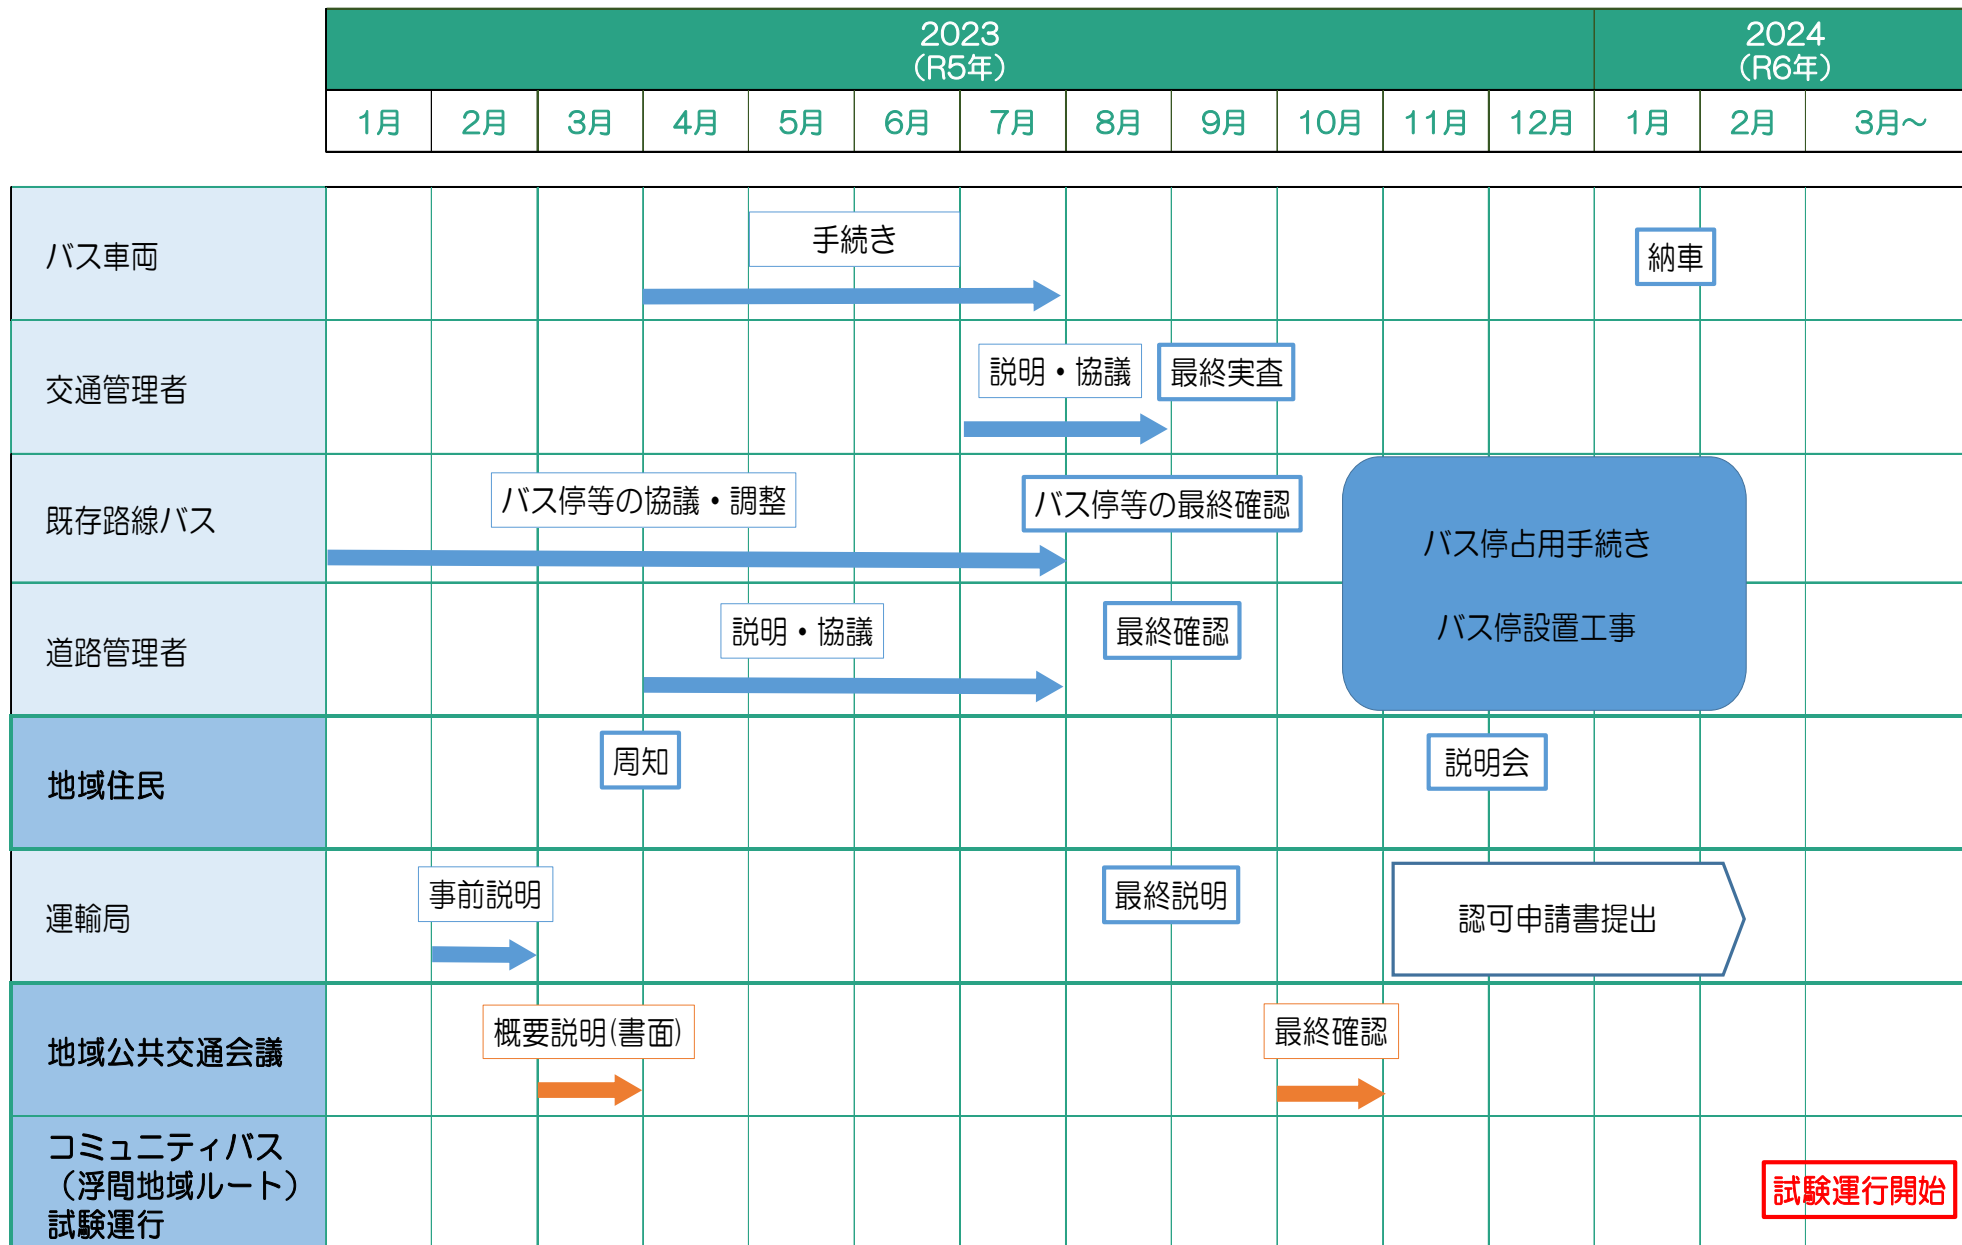 2023
（R5年）
2024
（R6年）
1月
2月
3月
4月
5月
6月
7月
8月
9月
10月
11月
12月
1月
2月
3月～
バス車両
手続き
納車
交通管理者
説明・協議
最終実査
既存路線バス
バス停等の協議・調整
バス停等の最終確認
バス停占用手続き
バス停設置工事
道路管理者
説明・協議
最終確認
地域住民
周知
説明会
運輸局
事前説明
最終説明
認可申請書提出
地域公共交通会議
概要説明(書面)
最終確認
コミュニティバス
（浮間地域ルート）
試験運行
試験運行開始